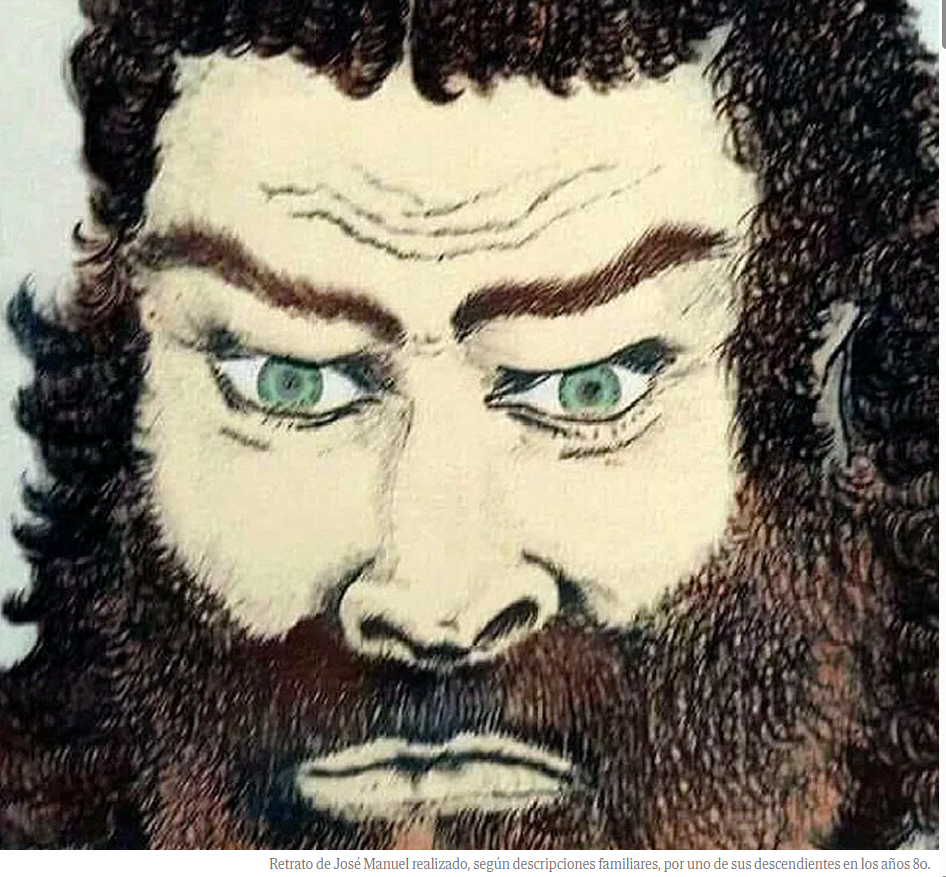 Retrato de José Manuel realizado, según descripciones familiares, por uno de sus descendientes en los años 80.